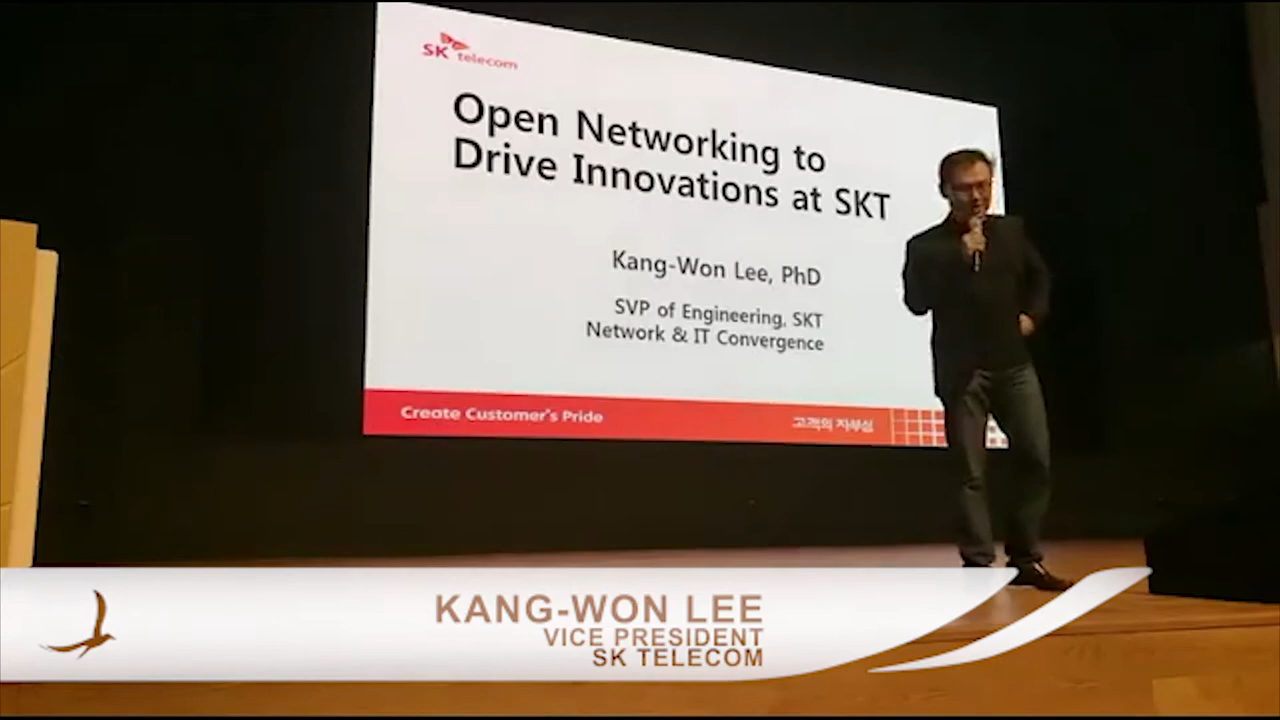 SK telecom
Open Networking to
Drive Innovations at SKT
Kang-Won Lee, PhD
SVP of Engineering, SKT
Network & IT Convergence
Create Customer's Pride
고객의 자부심
KANG-WON LEE
VICE PRESIDENT
SK TELECOM